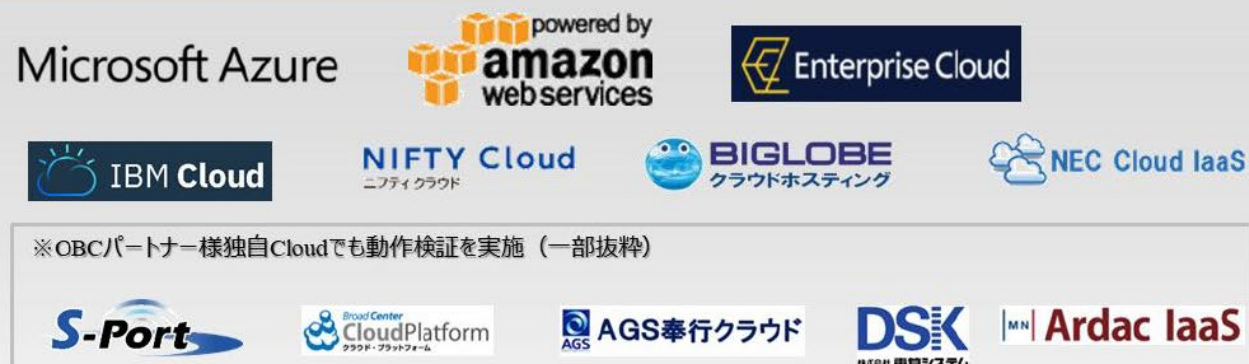 Microsoft Azure
powered by
amazon
webservices
Enterprise Cloud
IBM Cloud
NIFTY Cloud
ニフティクラウド
BIGLOBE
クラウドホスティング
NEC Cloud IaaS
※OBCパートナー様独自Cloudでも動作検証を実施（一部抜粋）
S-Port
Broad Center
CloudPlatform
クラウド・プラットフォーム
AGS
AGS奉行クラウド
DSK
MN Ardac IaaS